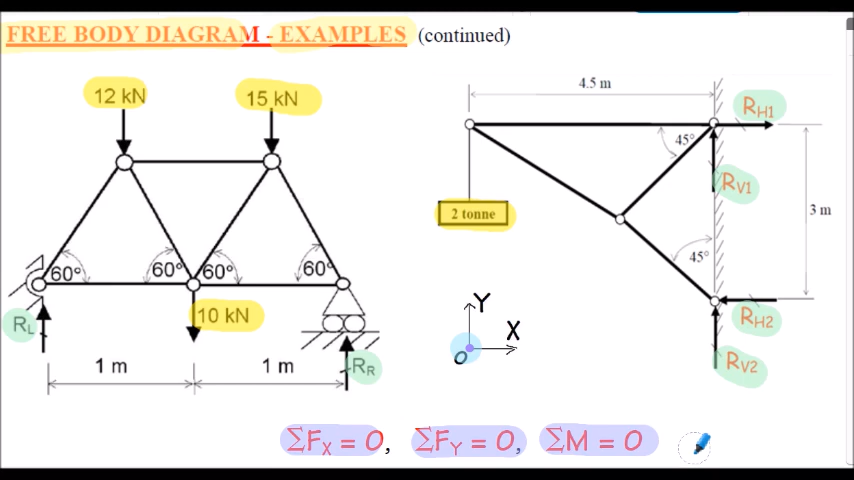 FREE BODY DIAGRAM - EXAMPLES (continued)
12 kN
15 kN
60°
60°
60°
60°
10 kN
RL
RR
1 m
1 m
4.5 m
RH1
45°
RV1
2 tonne
3 m
45°
RH2
RV2
Y
X
O
ΣFX = 0, ΣFY = 0, ΣM = 0